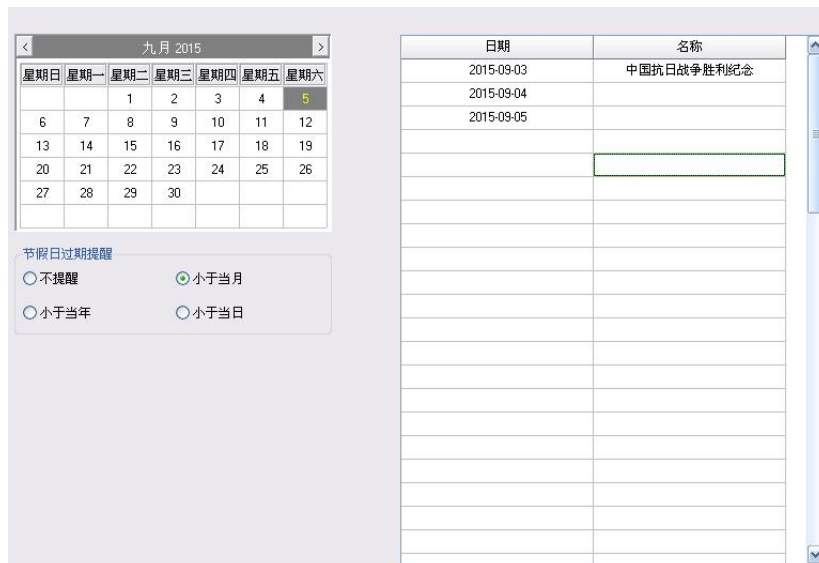 九月 2015
星期日 星期一 星期二 星期三 星期四 星期五 星期六
1 2 3 4 5
6 7 8 9 10 11 12
13 14 15 16 17 18 19
20 21 22 23 24 25 26
27 28 29 30
节假日过期提醒
不提醒 小于当月
小于当年 小于当日
日期 名称
2015-09-03 中国抗日战争胜利纪念
2015-09-04
2015-09-05